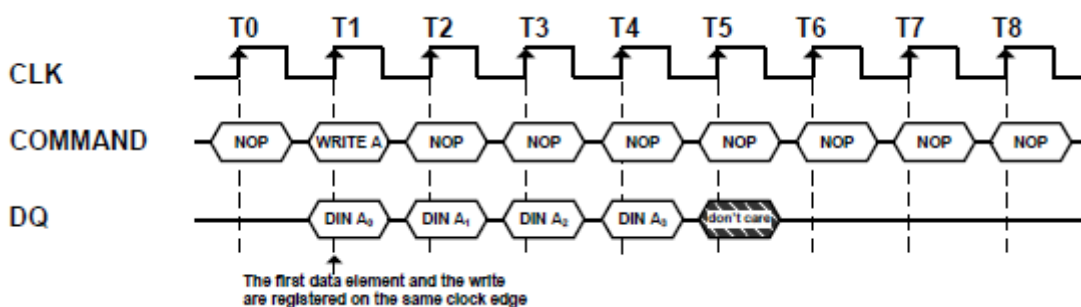 T0 T1 T2 T3 T4 T5 T6 T7 T8
CLK
COMMAND NOP WRITE A NOP NOP NOP NOP NOP NOP NOP
DQ DIN A₀ DIN A₁ DIN A₂ DIN A₃ don't care
The first data element and the write
are registered on the same clock edge